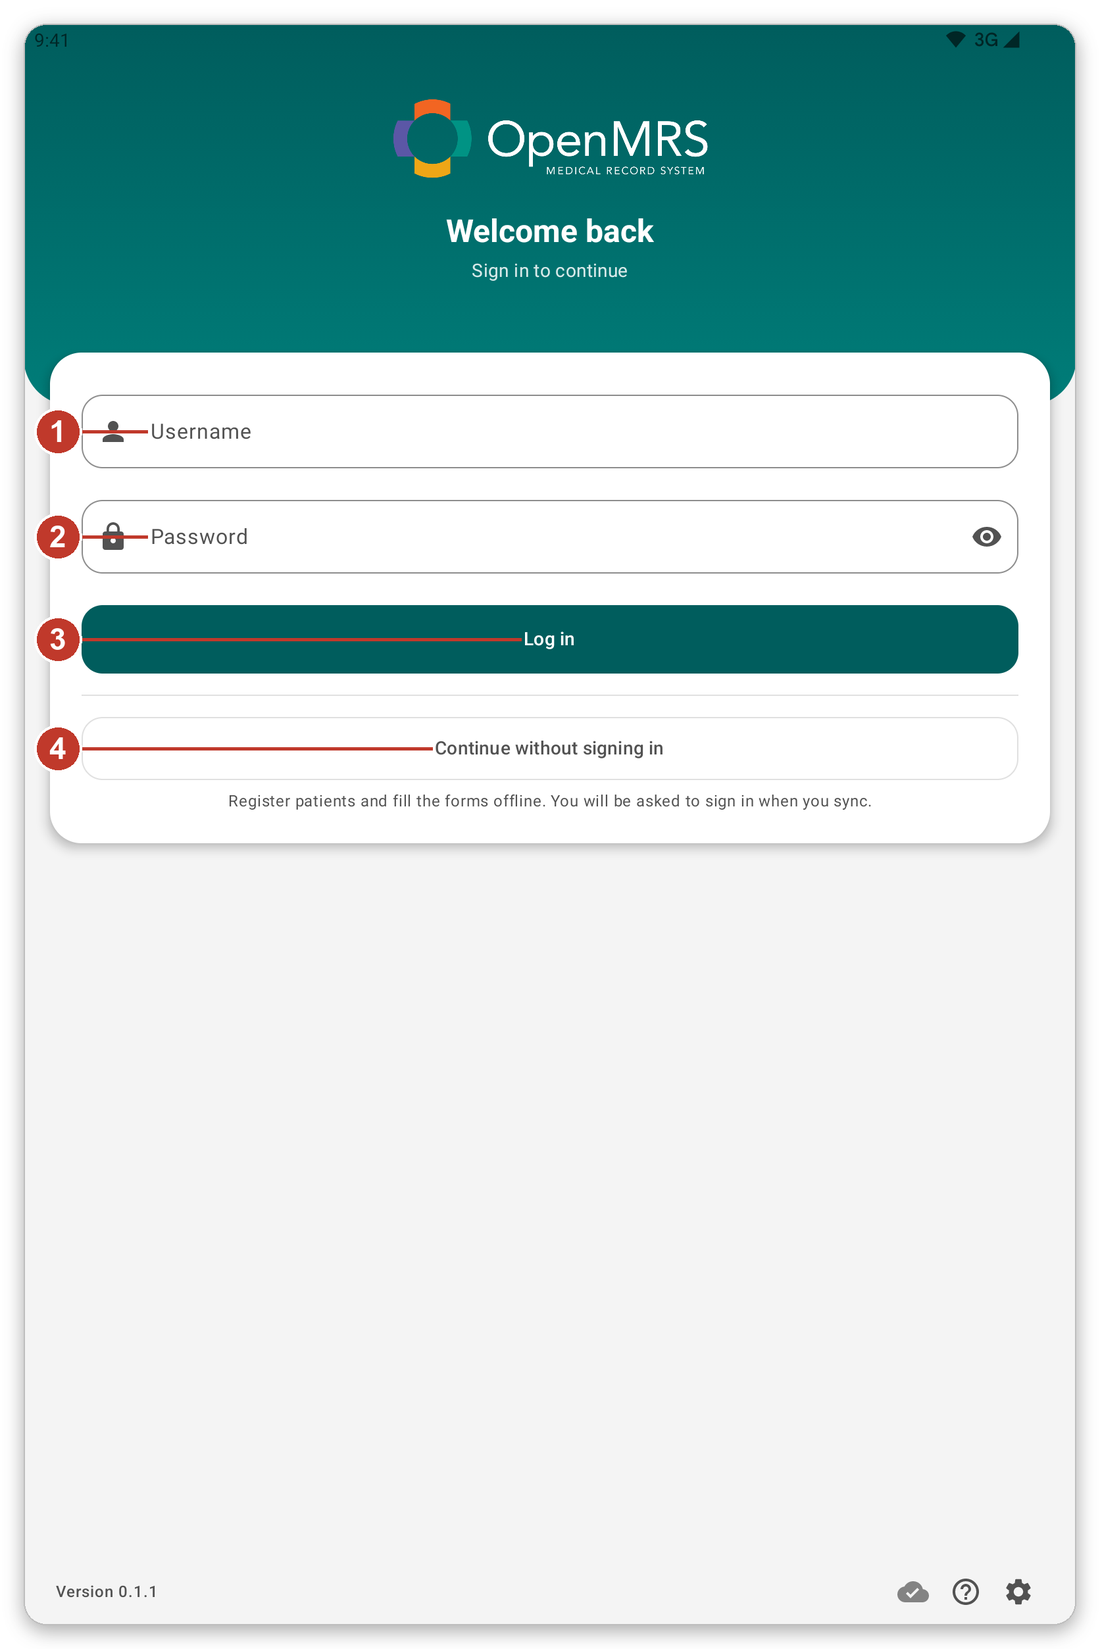 9:41
3G
OpenMRS
MEDICAL RECORD SYSTEM
Welcome back
Sign in to continue
1 Username
2 Password
3 Log in
4 Continue without signing in
Register patients and fill the forms offline. You will be asked to sign in when you sync.
Version 0.1.1